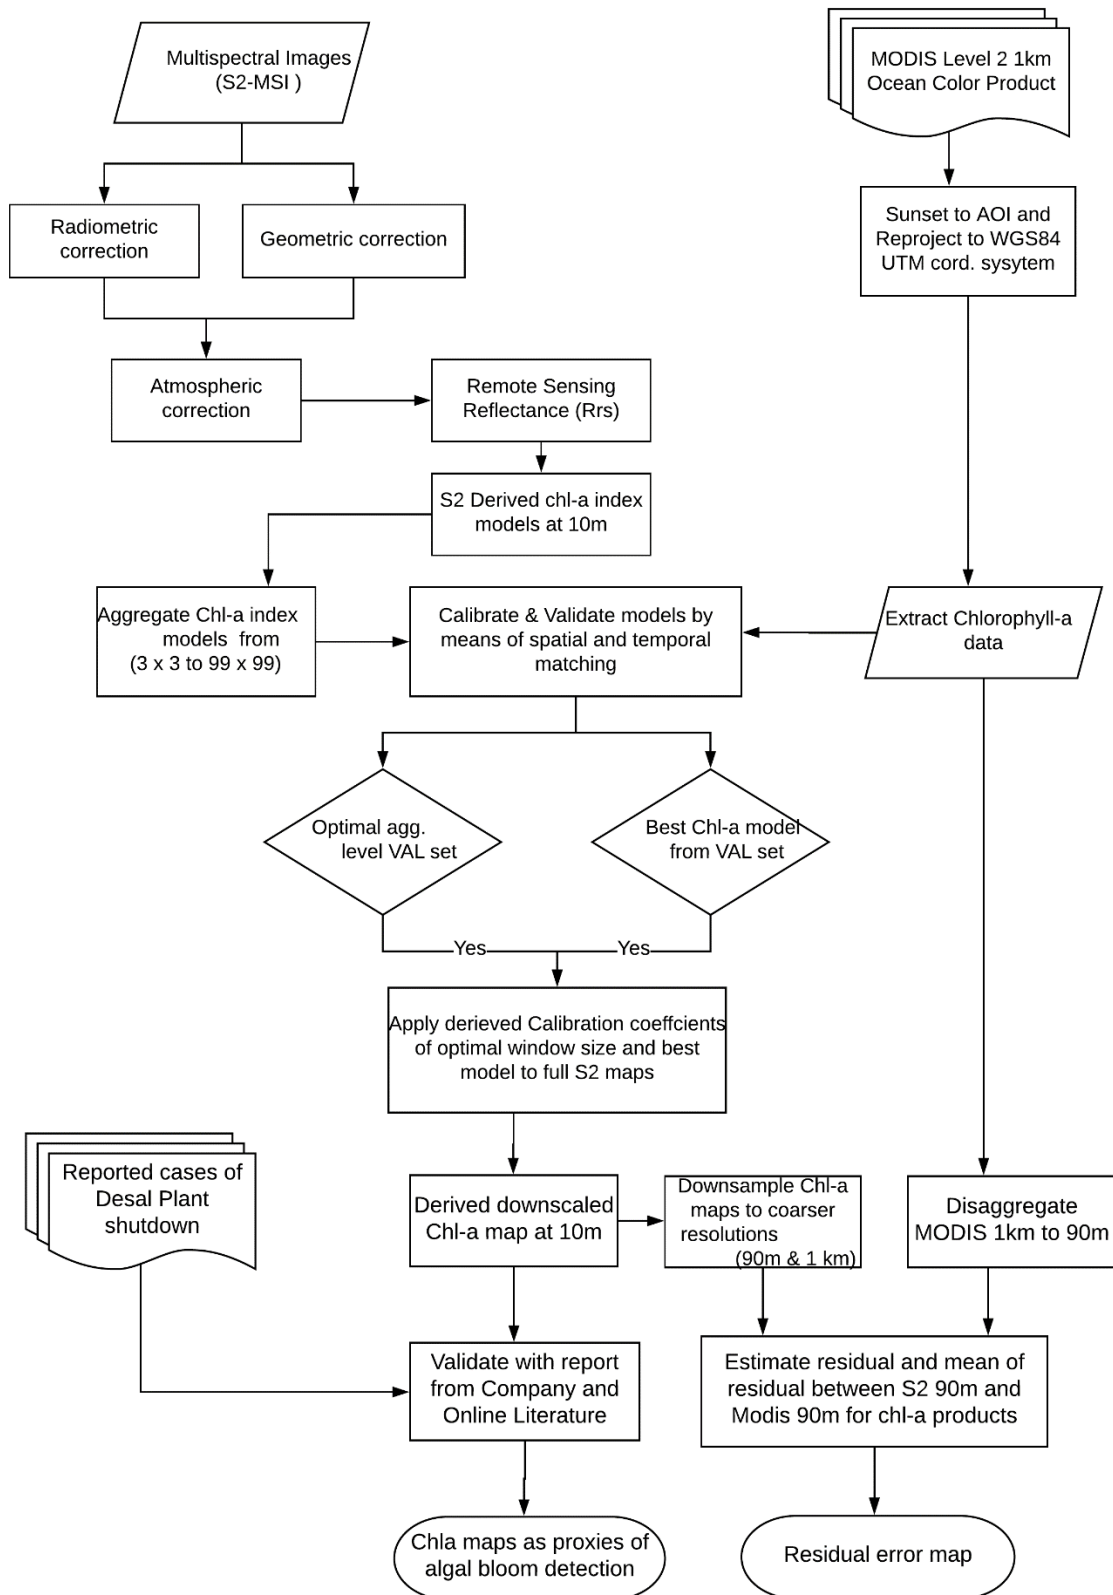 Multispectral Images
(S2-MSI )
MODIS Level 2 1km
Ocean Color Product
Radiometric
correction
Geometric correction
Sunset to AOI and
Reproject to WGS84
UTM cord. sysytem
Atmospheric
correction
Remote Sensing
Reflectance (Rrs)
S2 Derived chl-a index
models at 10m
Aggregate Chl-a index
models from
(3 x 3 to 99 x 99)
Calibrate & Validate models by
means of spatial and temporal
matching
Extract Chlorophyll-a
data
Optimal agg.
level VAL set
Best Chl-a model
from VAL set
Yes
Yes
Apply derieved Calibration coeffcients
of optimal window size and best
model to full S2 maps
Reported cases of
Desal Plant
shutdown
Derived downscaled
Chl-a map at 10m
Downsample Chl-a
maps to coarser
resolutions
(90m & 1 km)
Disaggregate
MODIS 1km to 90m
Validate with report
from Company and
Online Literature
Estimate residual and mean of
residual between S2 90m and
Modis 90m for chl-a products
Chla maps as proxies of
algal bloom detection
Residual error map